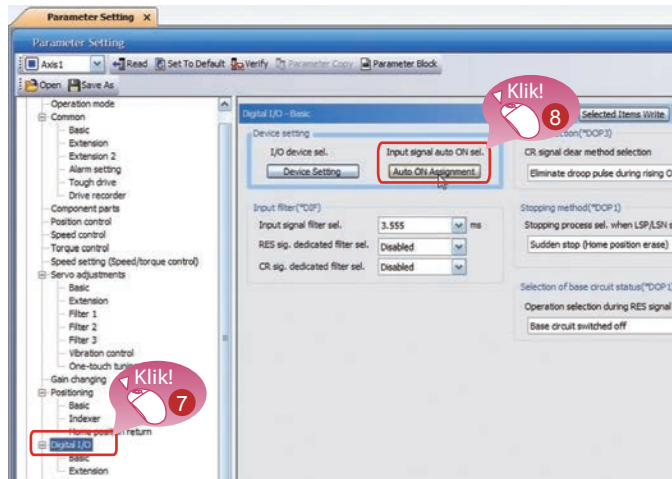 Parameter Setting X
Parameter Setting
Axis1 Read Set To Default Verify Parameter Copy Parameter Block
Open Save As
Operation mode
Common
Basic
Extension
Extension 2
Alarm setting
Tough drive
Drive recorder
Component parts
Position control
Speed control
Torque control
Speed setting (Speed/torque control)
Servo adjustments
Basic
Extension
Filter 1
Filter 2
Filter 3
Vibration control
One-touch
Gain changing
Positioning
Basic
Indexer
Home position return
Digital I/O
Basic
Extension
Klik!
7
Digital I/O - Basic
Selected Items Write
Klik!
8
Device setting
I/O device sel.
Input signal auto ON sel.
Device Setting
Auto ON Assignment
Input filter(*DIF)
Input signal filter sel. 3.555 ms
RES sig. dedicated filter sel. Disabled
CR sig. dedicated filter sel. Disabled
(*DOP3)
CR signal clear method selection
Eliminate droop pulse during rising
Stopping method(*DOP1)
Stopping process sel. when LSP/LSN
Sudden stop (Home position erase)
Selection of base circuit status(*DOP1
Operation selection during RES signal
Base circuit switched off